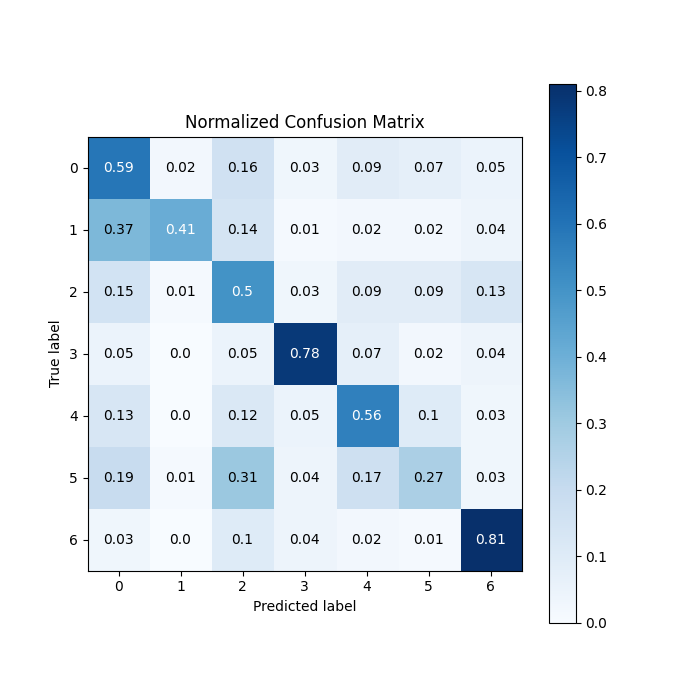 Normalized Confusion Matrix
True label
0 0.59 0.02 0.16 0.03 0.09 0.07 0.05
1 0.37 0.41 0.14 0.01 0.02 0.02 0.04
2 0.15 0.01 0.5 0.03 0.09 0.09 0.13
3 0.05 0.0 0.05 0.78 0.07 0.02 0.04
4 0.13 0.0 0.12 0.05 0.56 0.1 0.03
5 0.19 0.01 0.31 0.04 0.17 0.27 0.03
6 0.03 0.0 0.1 0.04 0.02 0.01 0.81
0 1 2 3 4 5 6
Predicted label
0.8
0.7
0.6
0.5
0.4
0.3
0.2
0.1
0.0